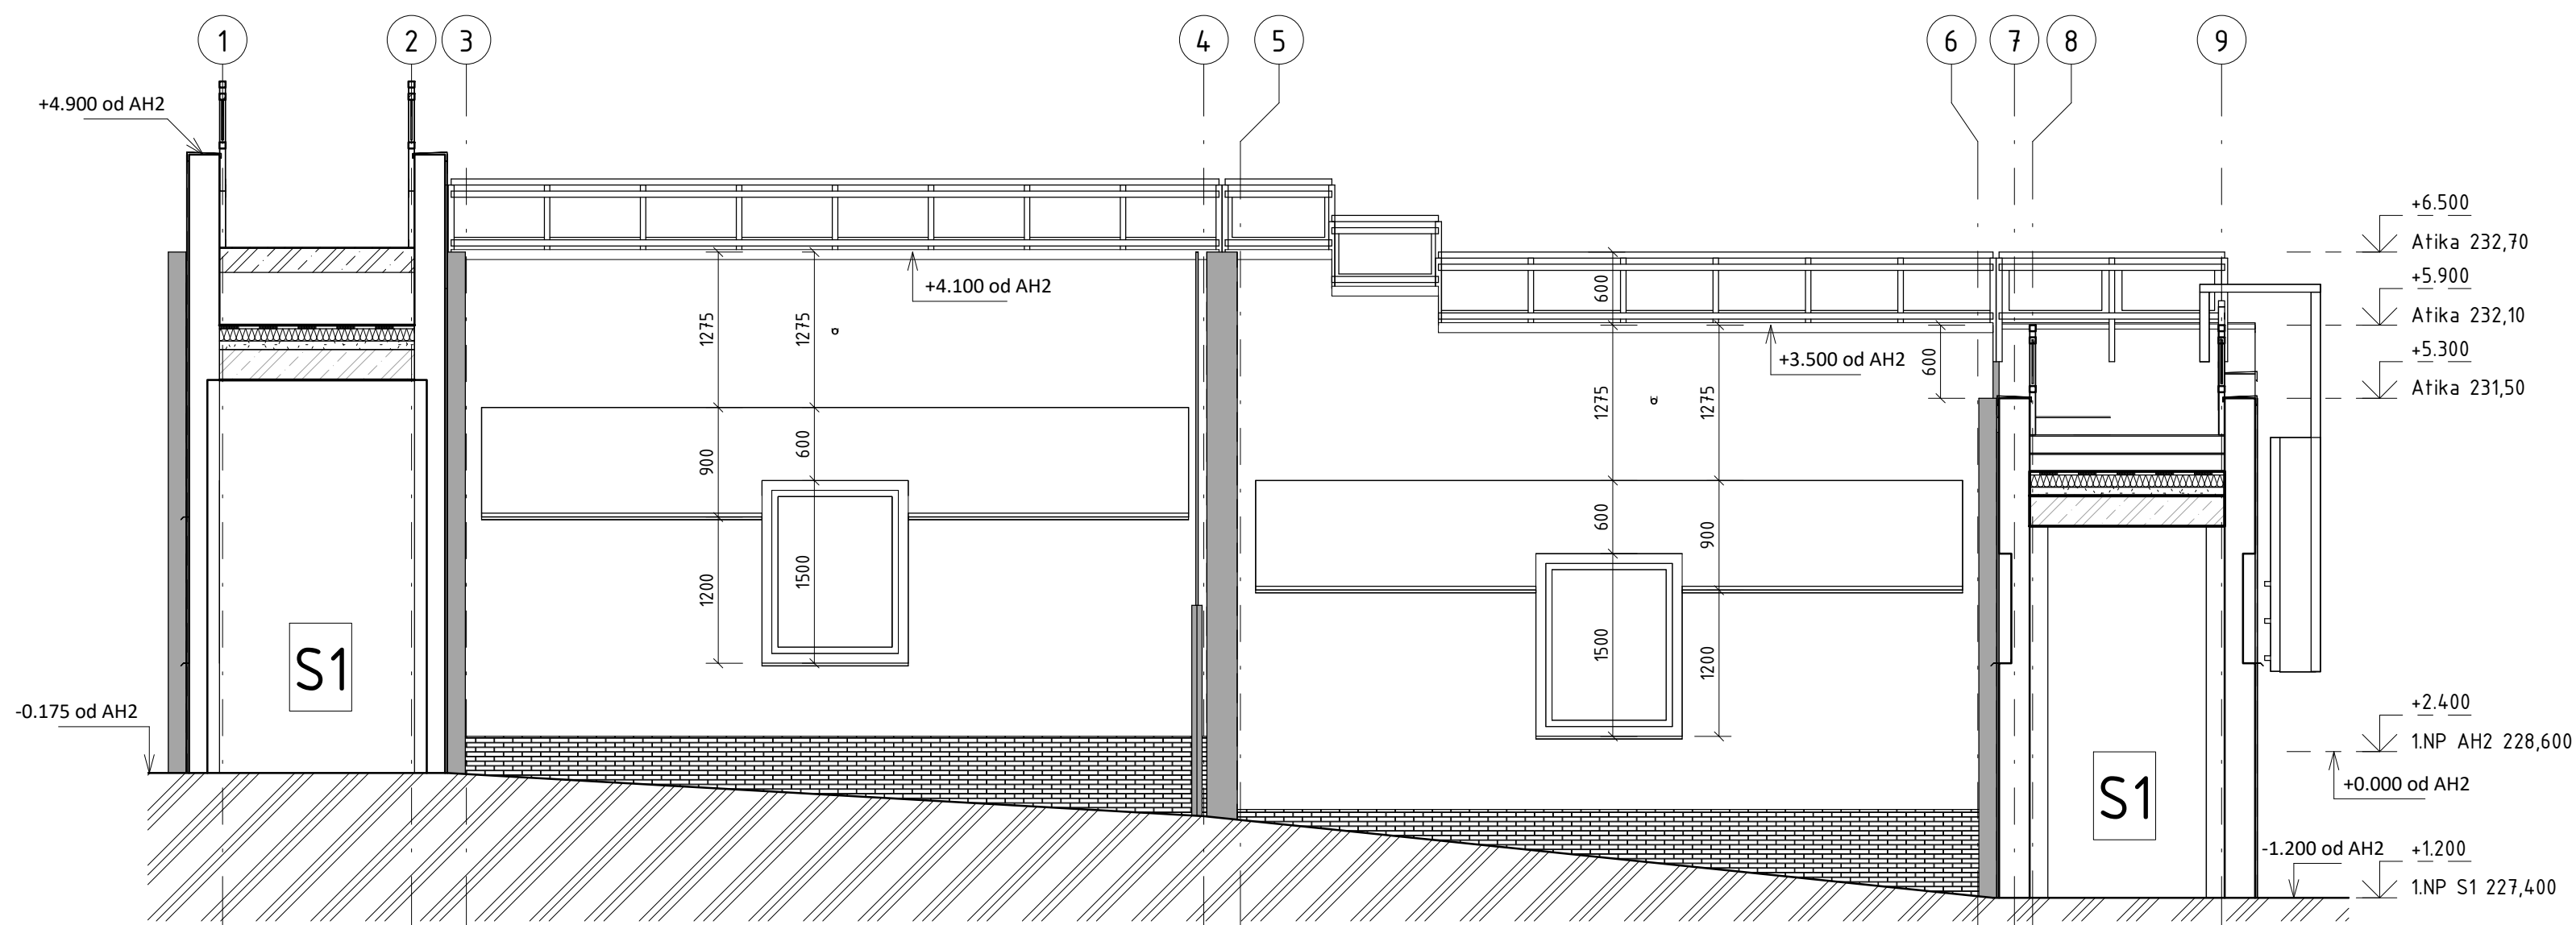 1 2 3 4 5 6 7 8 9
+4.900 od AH2
+6.500
Atika 232,70
+4.100 od AH2
600
+5.900
Atika 232,10
1275
1275
+3.500 od AH2
600
+5.300
Atika 231,50
1275
1275
900
600
600
900
1200
1500
1500
1200
S1
-0.175 od AH2
+2.400
1.NP AH2 228,600
+0.000 od AH2
S1
-1.200 od AH2
+1.200
1.NP S1 227,400